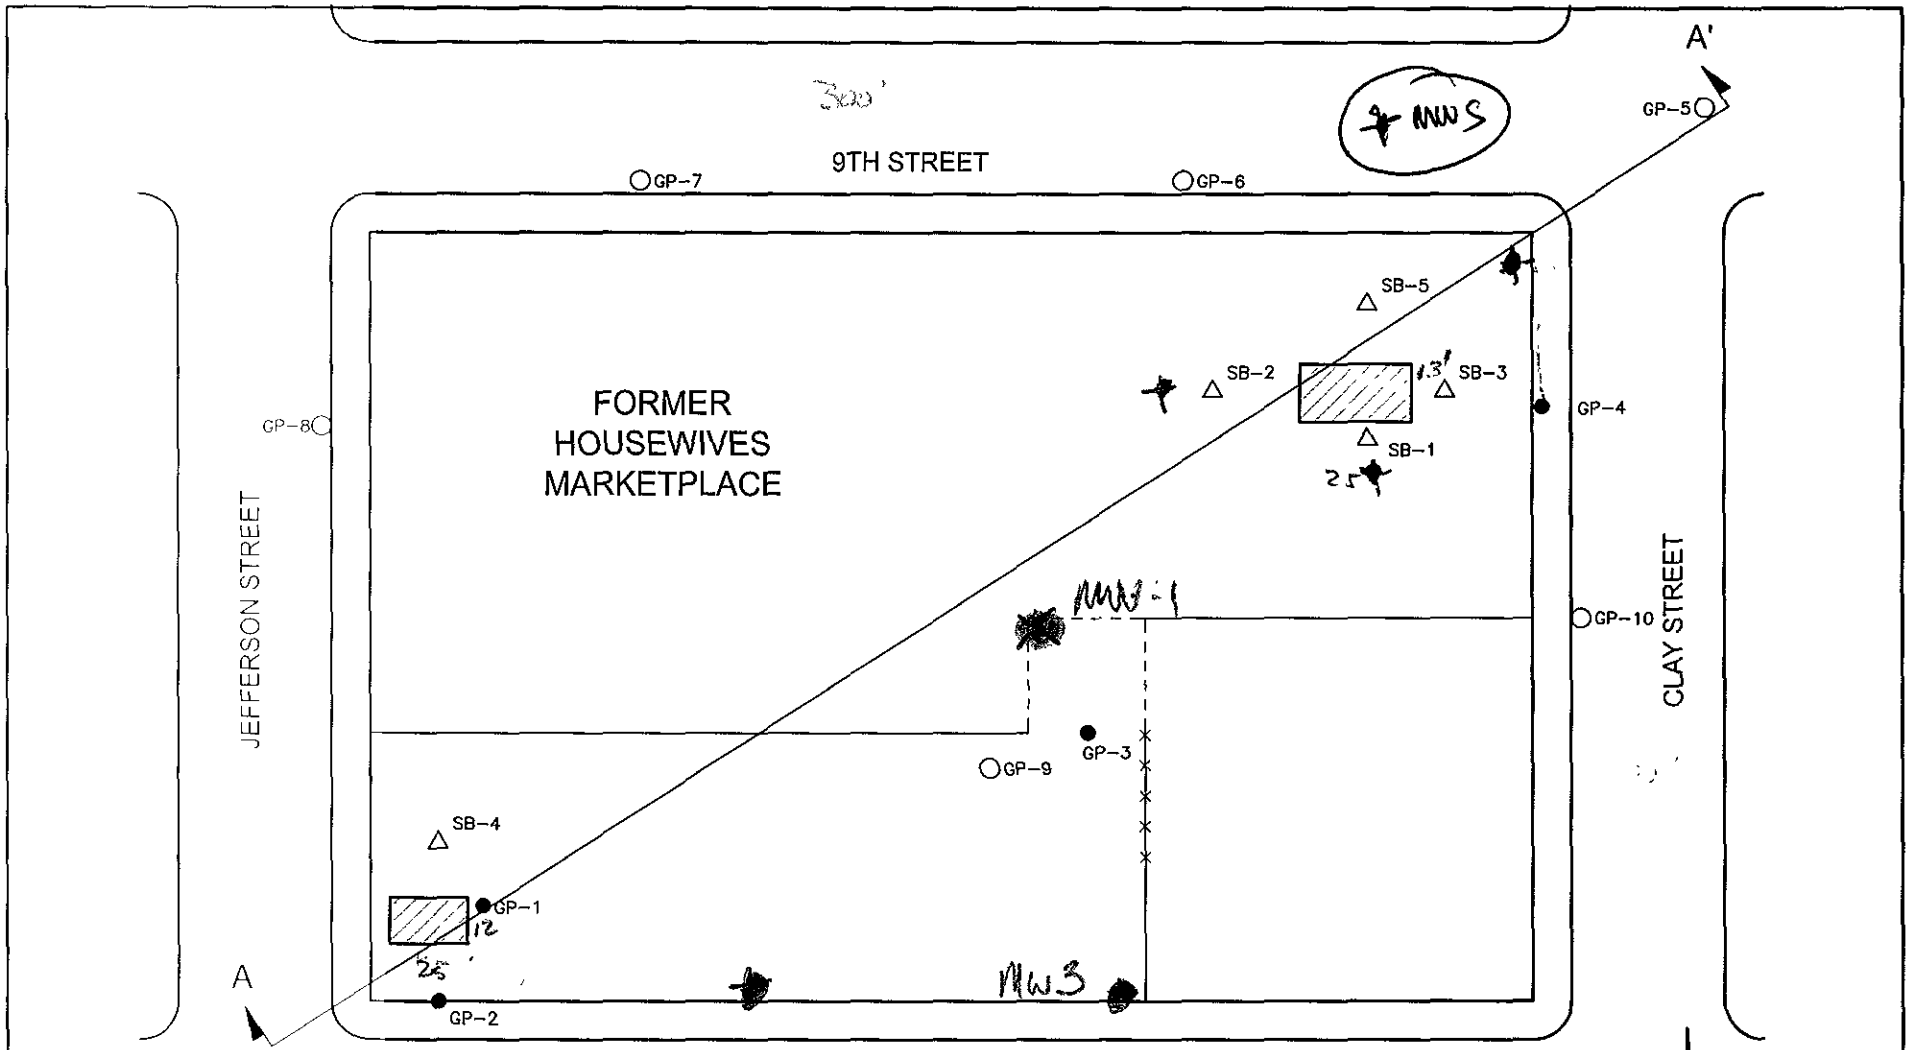 A'
300'
MW5
GP-5
9TH STREET
GP-7
GP-6
SB-5
13'
SB-2
SB-3
FORMER
HOUSEWIVES
MARKETPLACE
GP-4
GP-8
SB-1
25
JEFFERSON STREET
MW-1
GP-10
CLAY STREET
GP-3
GP-9
SB-4
GP-1
12
25'
A
MW3
GP-2